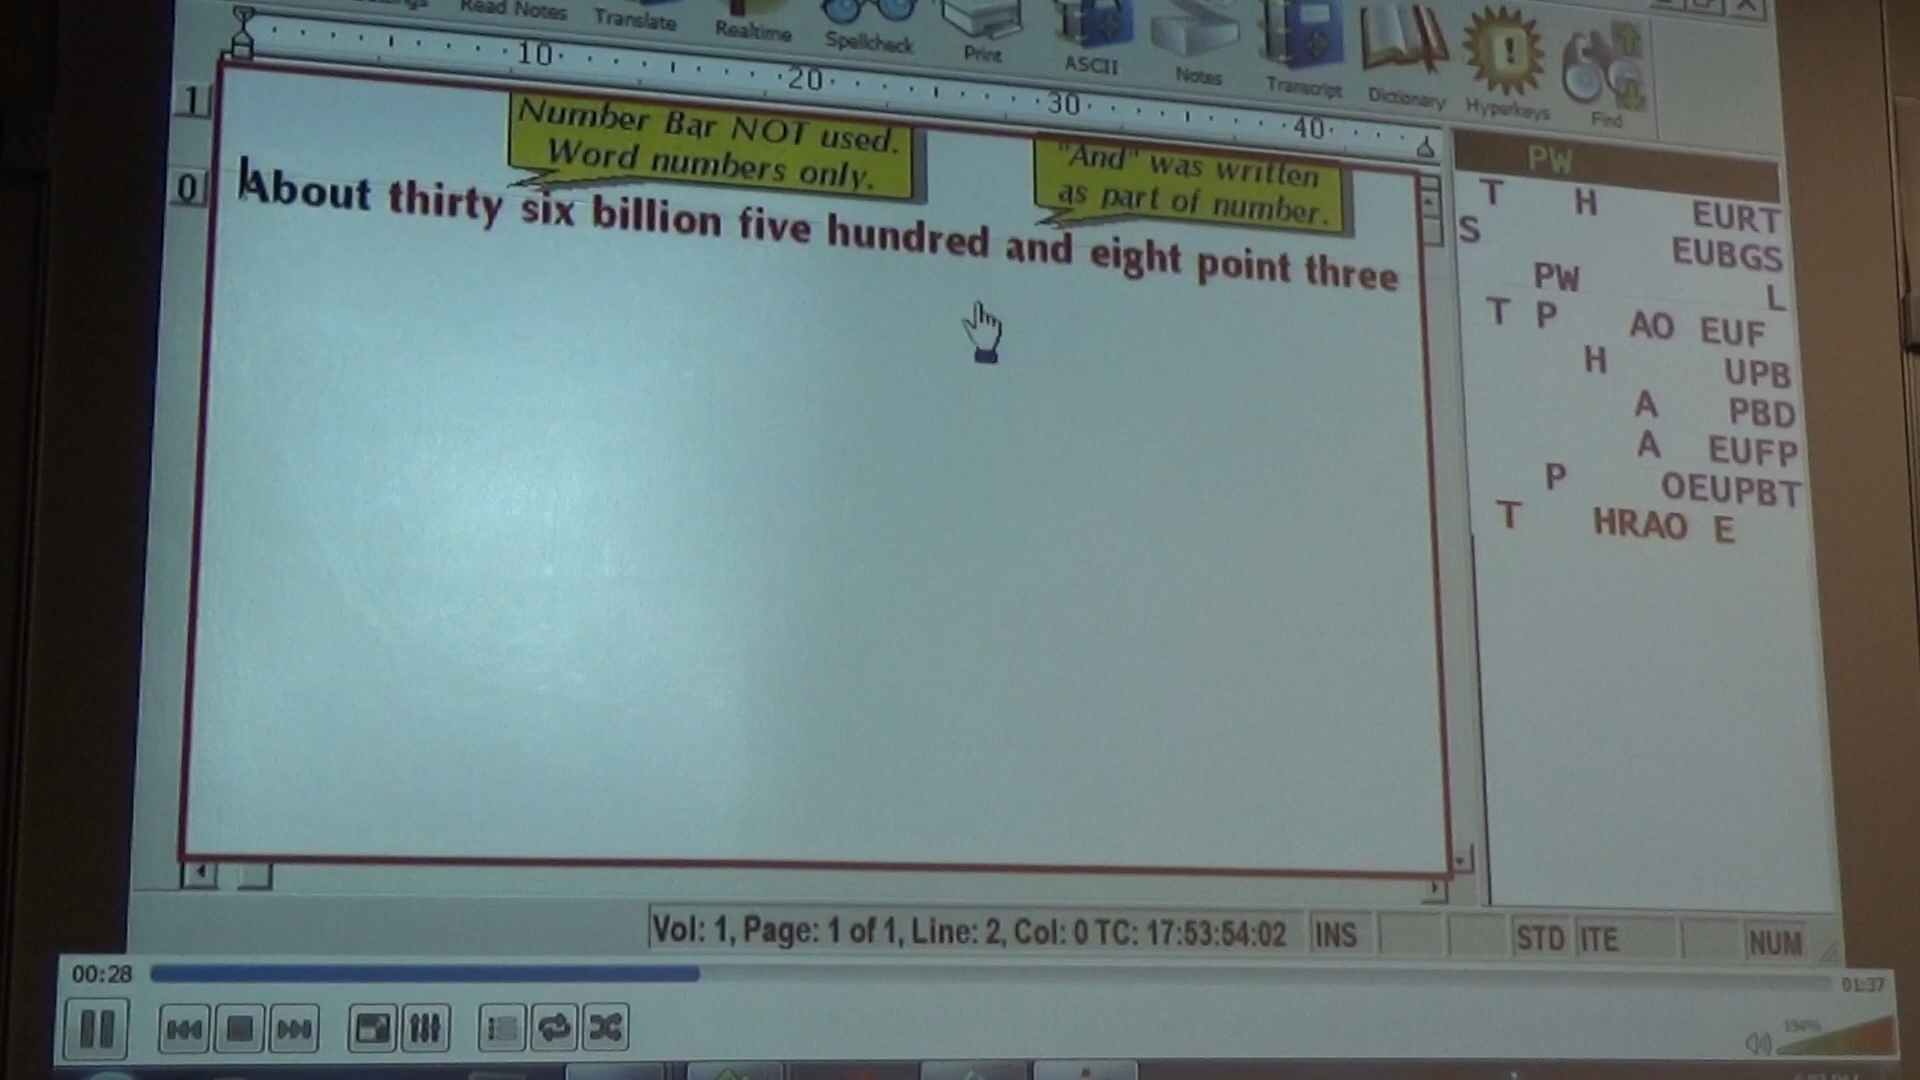 Read Notes
Translate
Realtime
Spellcheck
Print
ASCII
Notes
Transcript
Dictionary
Hyperkeys
Find
10 20 30 40
1
0
Number Bar NOT used.
Word numbers only.
"And" was written
as part of number.
About thirty six billion five hundred and eight point three
PW
T H EURT
S EUBGS
PW L
T P AO EUF
H UPB
A PBD
A EUFP
P OEUPBT
T HRAO E
Vol: 1, Page: 1 of 1, Line: 2, Col: 0 TC: 17:53:54:02 INS STD ITE NUM
00:28 01:37
194%